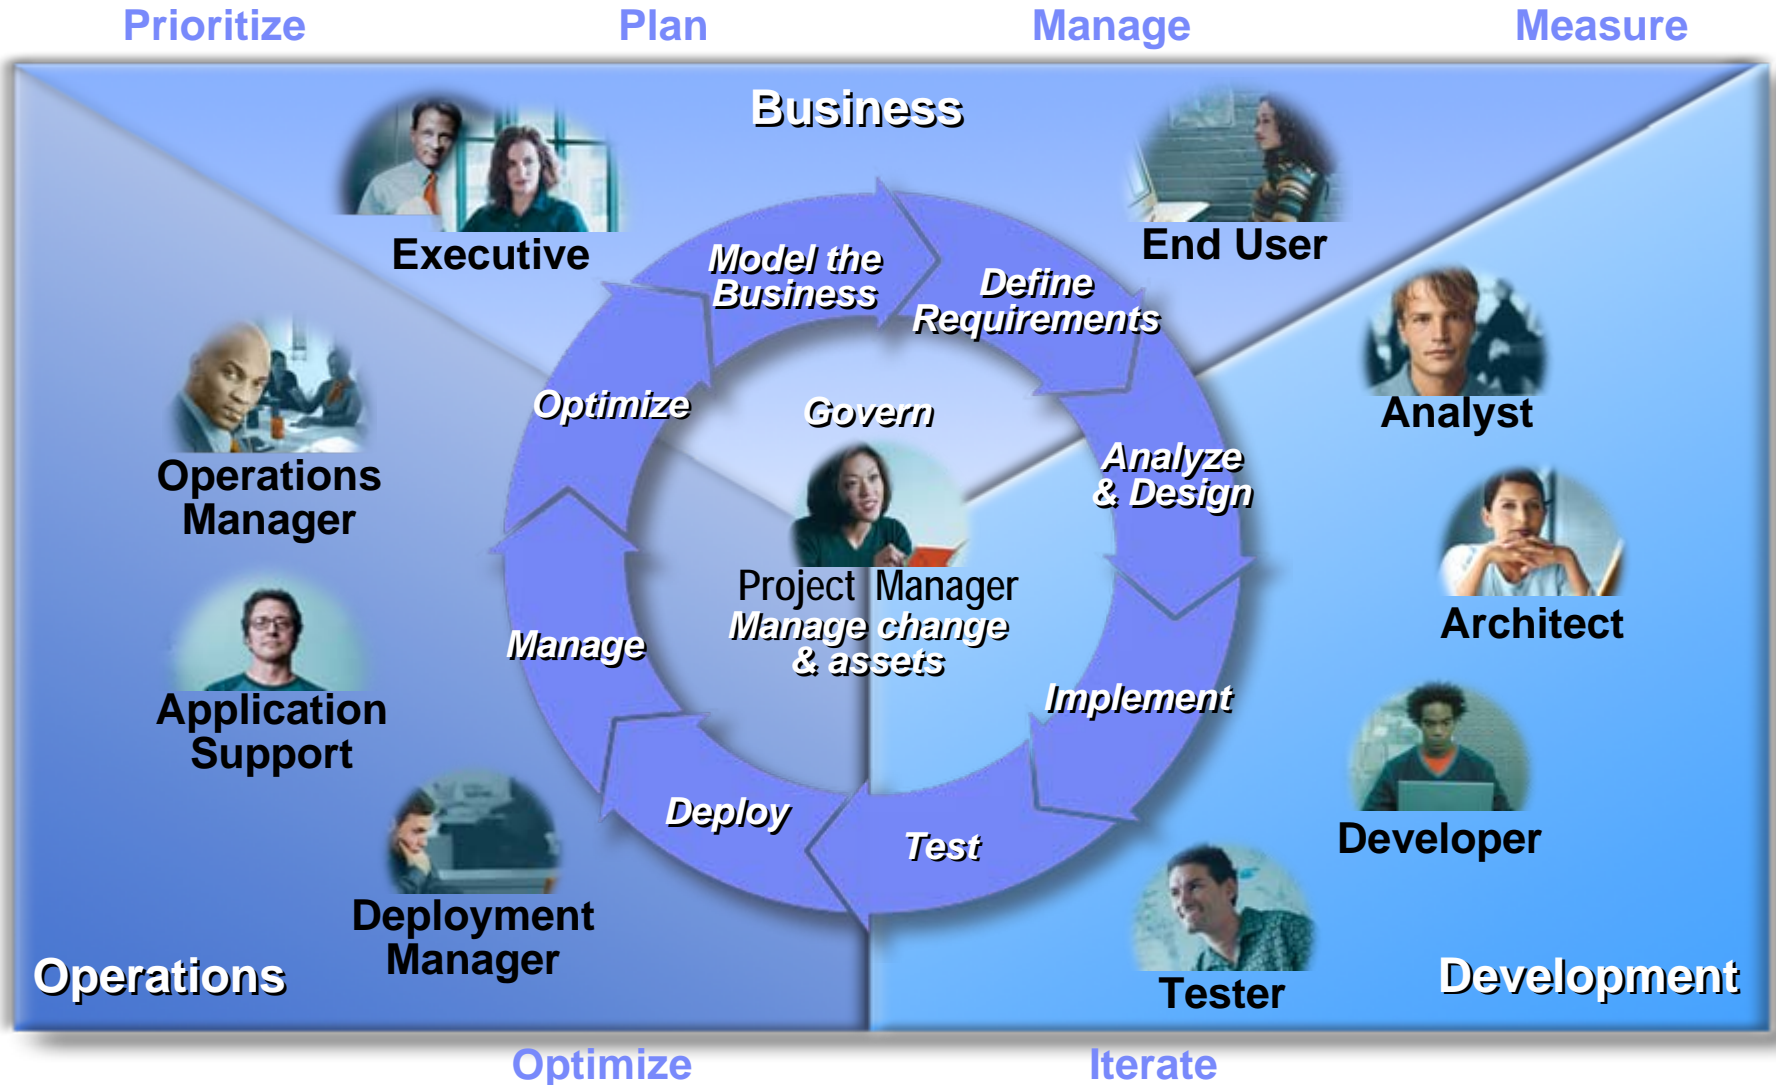 Prioritize Plan Manage Measure
Business
Executive
End User
Model the
Business
Define
Requirements
Optimize
Govern
Analyst
Operations
Manager
Analyze
& Design
Project Manager
Manage change
& assets
Architect
Manage
Application
Support
Implement
Deploy
Test
Developer
Deployment
Manager
Tester
Operations
Development
Optimize Iterate